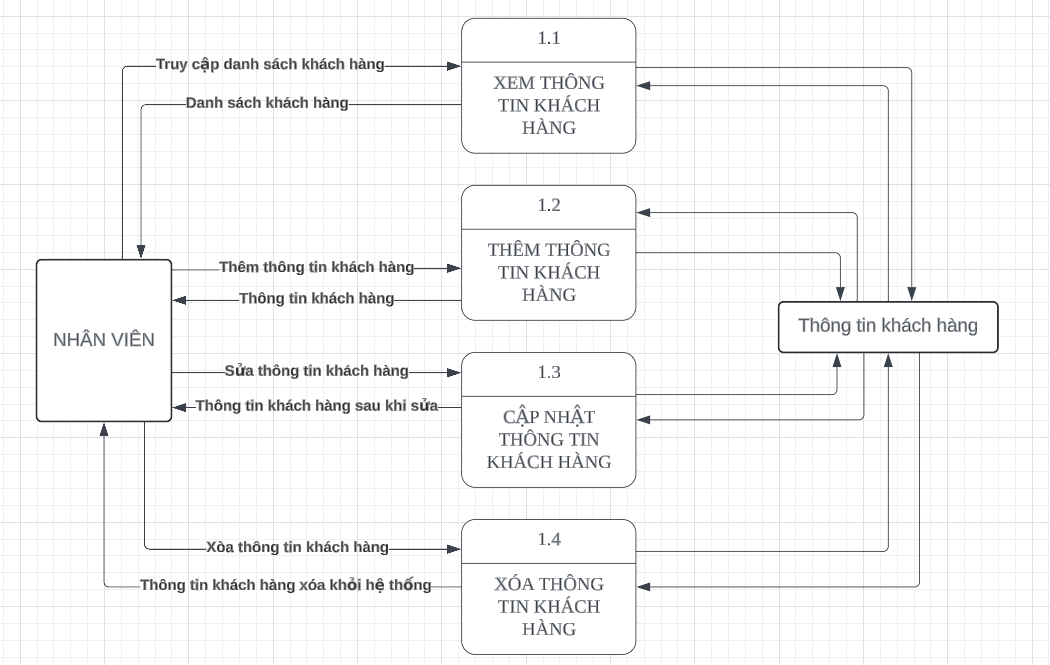 1.1
Truy cập danh sách khách hàng
XEM THÔNG
TIN KHÁCH
HÀNG
Danh sách khách hàng
1.2
THÊM THÔNG
TIN KHÁCH
HÀNG
Thêm thông tin khách hàng
Thông tin khách hàng
NHÂN VIÊN
Thông tin khách hàng
1.3
Sửa thông tin khách hàng
Thông tin khách hàng sau khi sửa
CẬP NHẬT
THÔNG TIN
KHÁCH HÀNG
1.4
Xòa thông tin khách hàng
Thông tin khách hàng xóa khỏi hệ thống
XÓA THÔNG
TIN KHÁCH
HÀNG